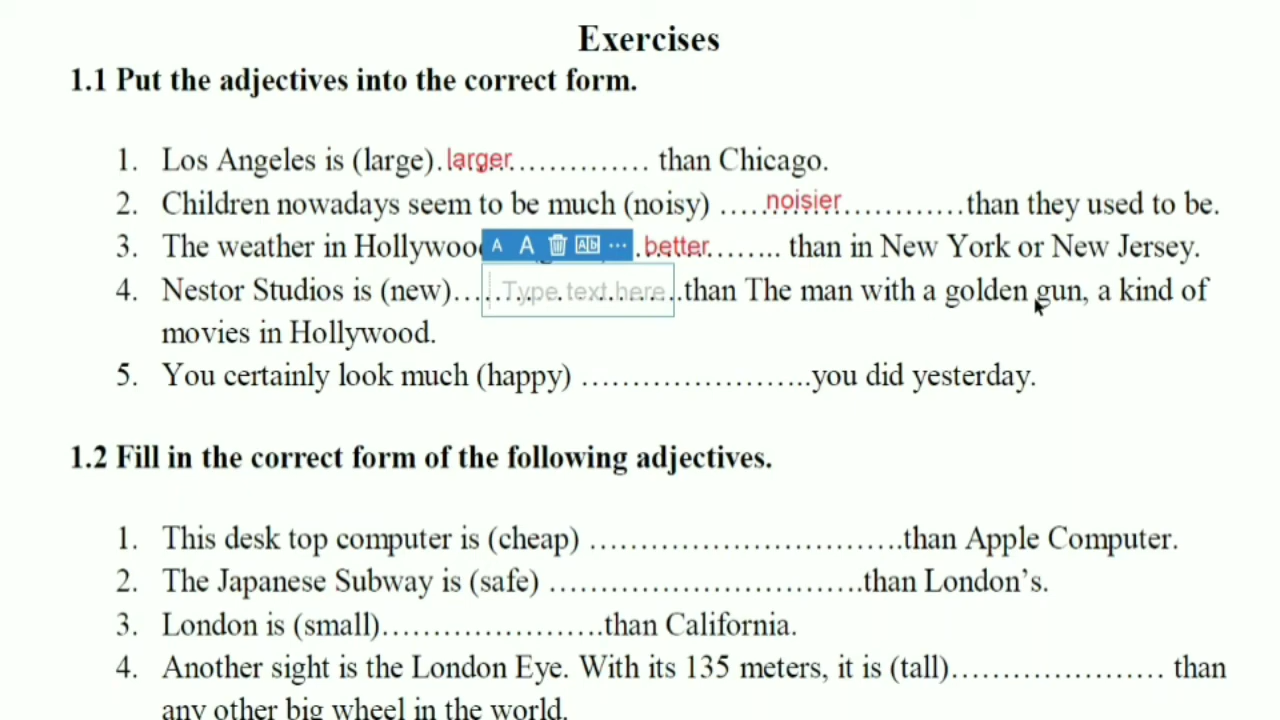 Exercises
1.1 Put the adjectives into the correct form.
1. Los Angeles is (large).larger.............. than Chicago.
2. Children nowadays seem to be much (noisy) ....noisier............than they used to be.
3. The weather in Hollywoo A A Ab ... .better........ than in New York or New Jersey.
4. Nestor Studios is (new).....Type text here..than The man with a golden gun, a kind of
movies in Hollywood.
5. You certainly look much (happy) .......................you did yesterday.
1.2 Fill in the correct form of the following adjectives.
1. This desk top computer is (cheap) ...............................than Apple Computer.
2. The Japanese Subway is (safe) ...............................than London's.
3. London is (small)......................than California.
4. Another sight is the London Eye. With its 135 meters, it is (tall)..................... than
any other big wheel in the world.